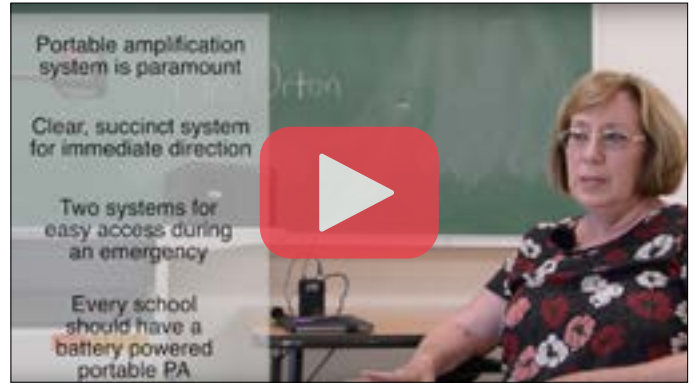 Portable amplification
system is paramount
Orton
Clear, succinct system
for immediate direction
Two systems for
easy access during
an emergency
Every school
should have a
battery powered
portable PA